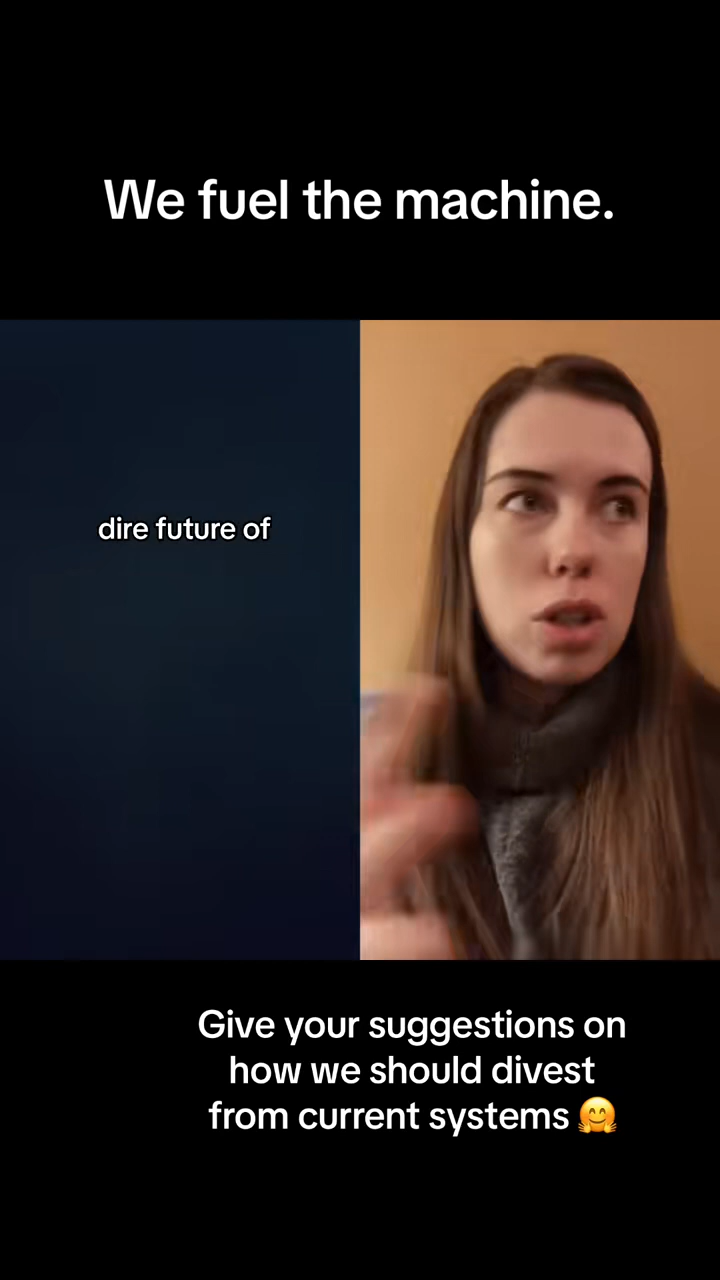 We fuel the machine.
dire future of
Give your suggestions on
how we should divest
from current systems 🤗